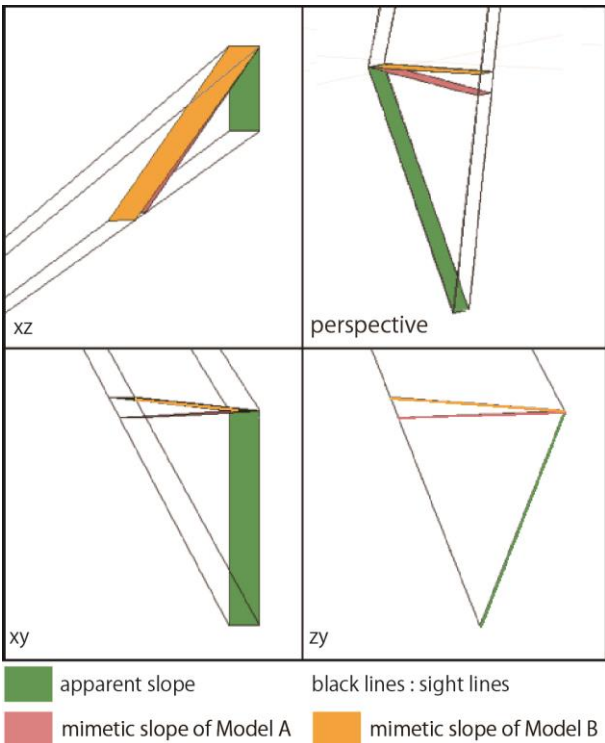 xz
perspective
xy
zy
apparent slope
black lines : sight lines
mimetic slope of Model A
mimetic slope of Model B